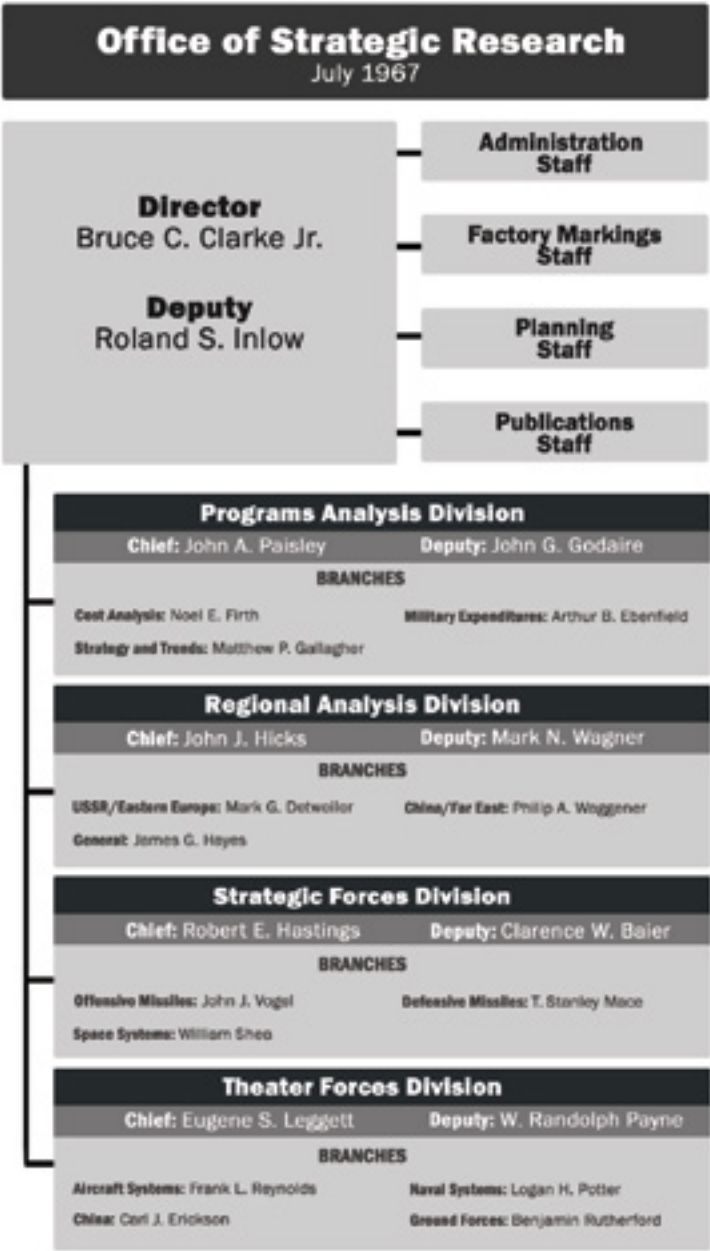 Office of Strategic Research
July 1967
Director
Bruce C. Clarke Jr.
Deputy
Roland S. Inlow
Administration
Staff
Factory Markings
Staff
Planning
Staff
Publications
Staff
Programs Analysis Division
Chief: John A. Paisley Deputy: John G. Godaire
BRANCHES
Cost Analysis: Noel E. Firth Military Expenditures: Arthur B. Ebenfield
Strategy and Trends: Matthew P. Gallagher
Regional Analysis Division
Chief: John J. Hicks Deputy: Mark N. Wagner
BRANCHES
USSR/Eastern Europe: Mark G. Detweiler China/Far East: Philip A. Waggener
General: James G. Hayes
Strategic Forces Division
Chief: Robert E. Hastings Deputy: Clarence W. Baier
BRANCHES
Offensive Missiles: John J. Vogel Defensive Missiles: T. Stanley Mace
Space Systems: William Shea
Theater Forces Division
Chief: Eugene S. Leggett Deputy: W. Randolph Payne
BRANCHES
Aircraft Systems: Frank L. Reynolds Naval Systems: Logan H. Potter
China: Carl J. Erickson Ground Forces: Benjamin Rutherford